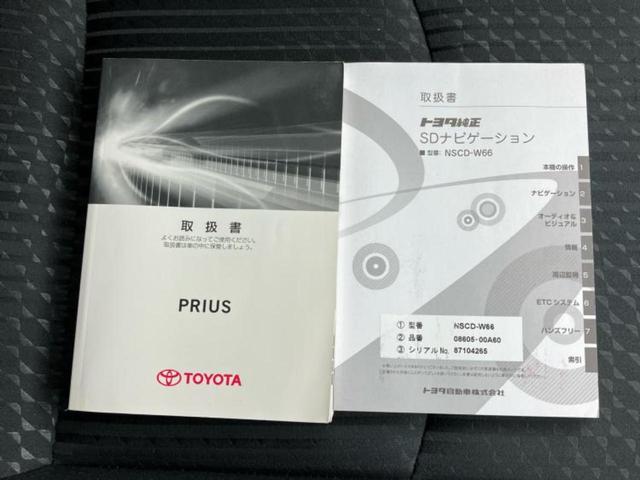 取扱書
よくお読みになってご使用ください。
取扱書は車の中に保管しましょう。
PRIUS
TOYOTA
取扱書
トヨタ純正
SDナビゲーション
■ 型番: NSCD-W66
本機の操作 1
ナビゲーション 2
オーディオ&
ビジュアル 3
情報 4
周辺監視 5
ETCシステム 6
ハンズフリー 7
索引
① 型番 NSCD-W66
② 品番 08605-00A60
③ シリアルNo. 87104265
トヨタ自動車株式会社